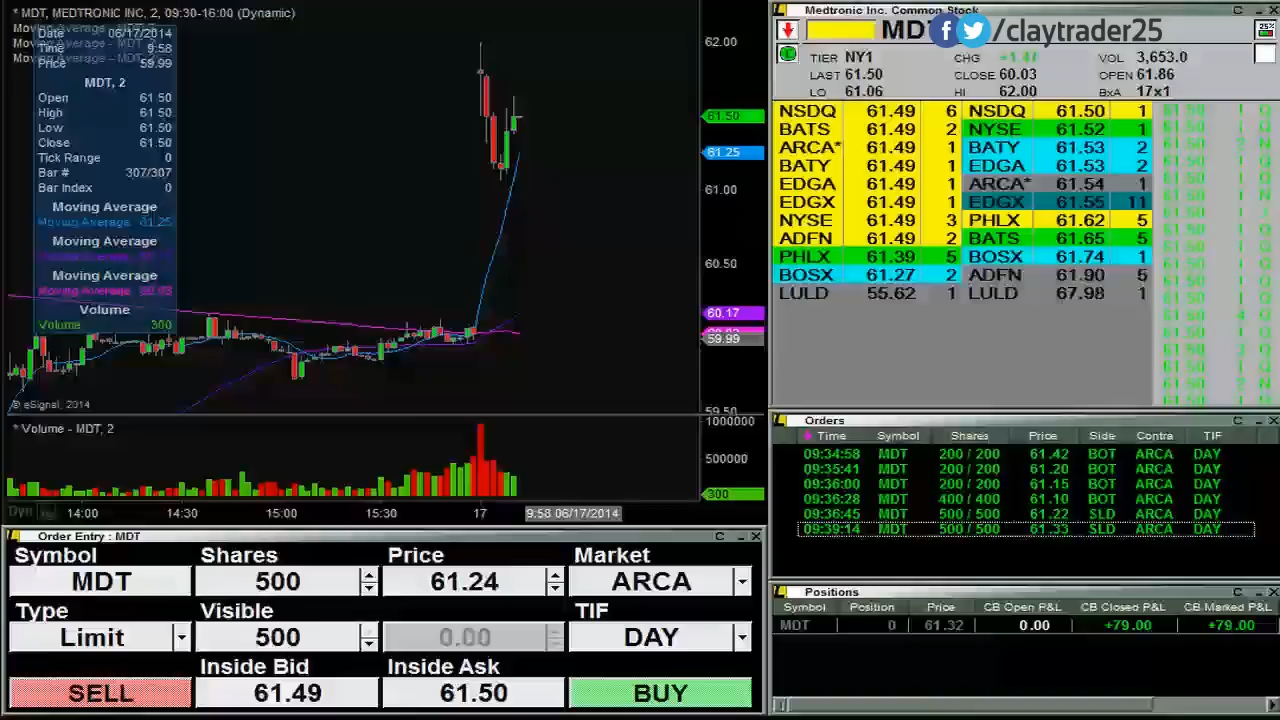 * MDT, MEDTRONIC INC, 2, 09:30-16:00 (Dynamic)
Date 06/17/2014
Time 9:58
Price 59.99
MDT, 2
Open 61.50
High 61.50
Low 61.50
Close 61.50
Tick Range 0
Bar # 307/307
Bar Index 0
Moving Average
Moving Average 61.25
Moving Average
Moving Average
Moving Average
Moving Average
Volume
Volume 300
62.00
61.50
61.25
61.00
60.50
60.17
59.99
59.50
© eSignal, 2014
* Volume - MDT, 2
1000000
500000
300
Dyn 14:00 14:30 15:00 15:30 17 9:58 06/17/2014
Order Entry : MDT
Symbol Shares Price Market
MDT 500 61.24 ARCA
Type Visible TIF
Limit 500 0.00 DAY
Inside Bid Inside Ask
SELL 61.49 61.50 BUY
Medtronic Inc. Common Stock
MDT /claytrader25
25%
TIER NY1 CHG VOL 3,653.0
LAST 61.50 CLOSE 60.03 OPEN 61.86
LO 61.06 HI 62.00 BxA 17x1
NSDQ 61.49 6 NSDQ 61.50 1
BATS 61.49 2 NYSE 61.52 1
ARCA* 61.49 1 BATY 61.53 2
BATY 61.49 1 EDGA 61.53 2
EDGA 61.49 1 ARCA* 61.54 1
EDGX 61.49 1 EDGX 61.55 11
NYSE 61.49 3 PHLX 61.62 5
ADFN 61.49 2 BATS 61.65 5
PHLX 61.39 5 BOSX 61.74 1
BOSX 61.27 2 ADFN 61.90 5
LULD 55.62 1 LULD 67.98 1
Orders
Time Symbol Shares Price Side Contra TIF
09:34:58 MDT 200 / 200 61.42 BOT ARCA DAY
09:35:41 MDT 200 / 200 61.20 BOT ARCA DAY
09:36:00 MDT 200 / 200 61.15 BOT ARCA DAY
09:36:28 MDT 400 / 400 61.10 BOT ARCA DAY
09:36:45 MDT 500 / 500 61.22 SLD ARCA DAY
09:39:14 MDT 500 / 500 61.33 SLD ARCA DAY
Positions
Symbol Position Price CB Open P&L CB Closed P&L CB Marked P&L
MDT 0 61.32 0.00 +79.00 +79.00